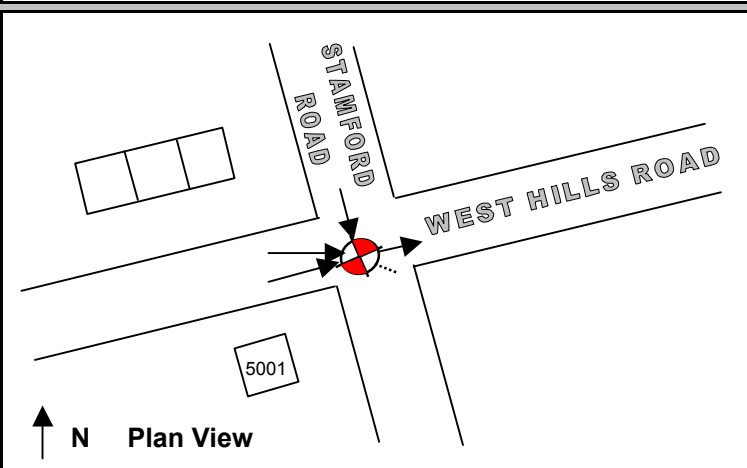 STAMFORD
ROAD
WEST HILLS ROAD
5001
N Plan View